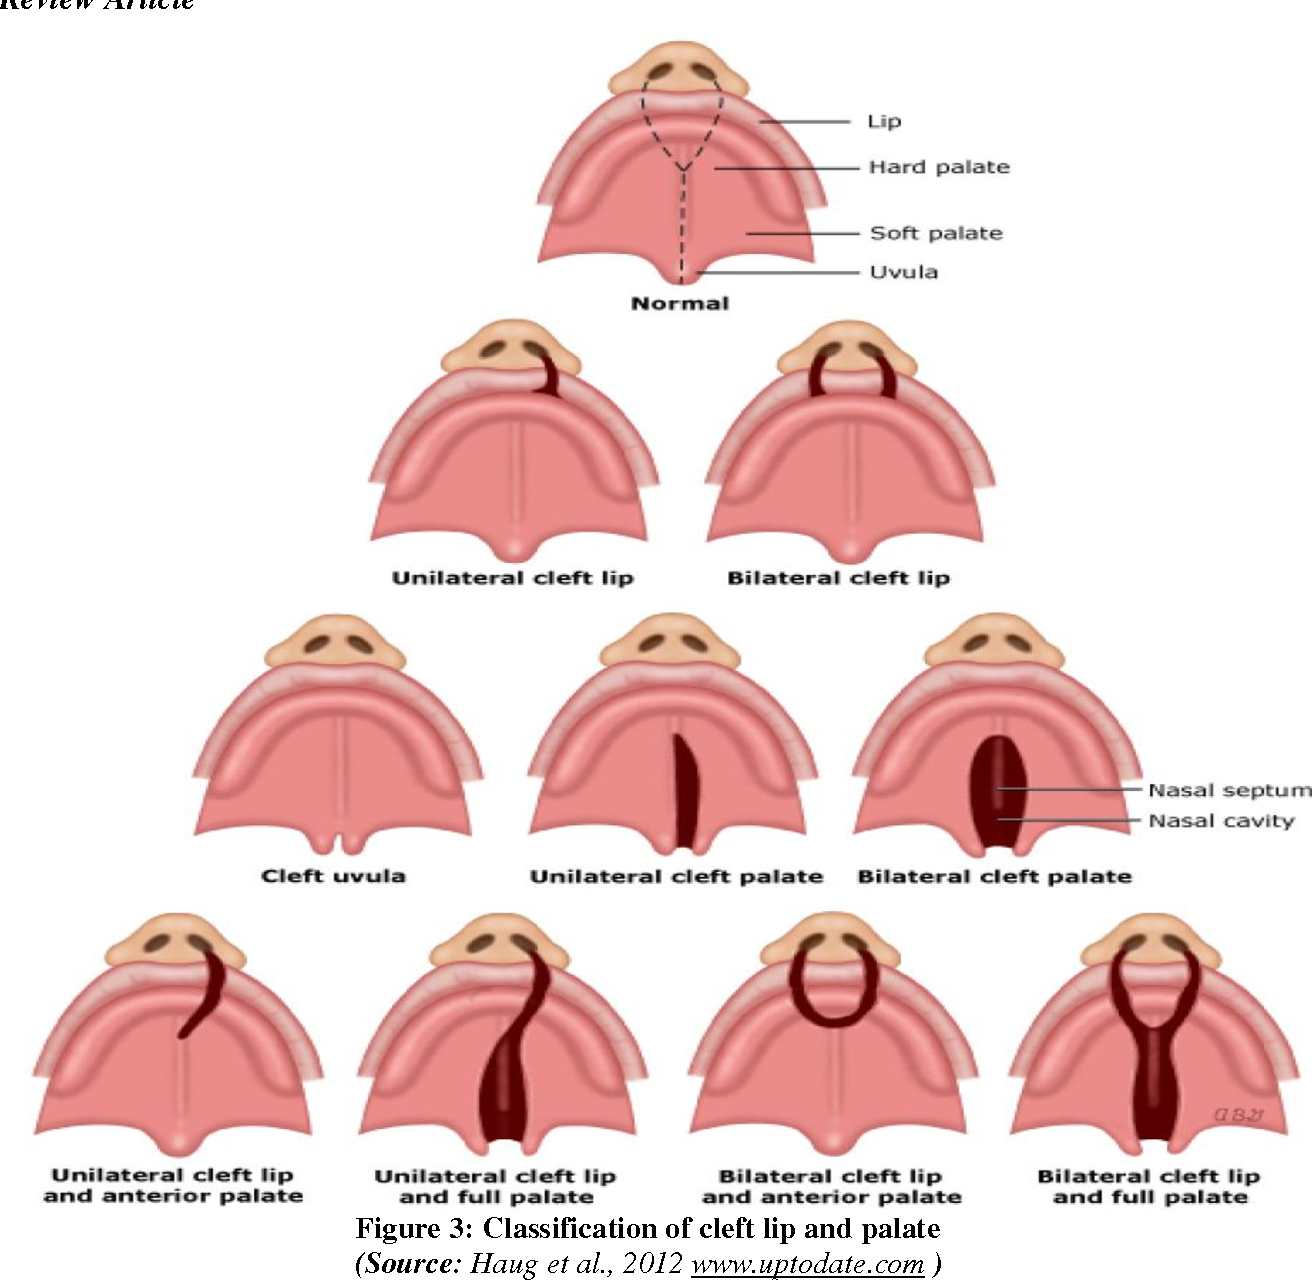 Review Article
Lip
Hard palate
Soft palate
Uvula
Normal
Unilateral cleft lip
Bilateral cleft lip
Nasal septum
Nasal cavity
Cleft uvula
Unilateral cleft palate
Bilateral cleft palate
Unilateral cleft lip
and anterior palate
Unilateral cleft lip
and full palate
Bilateral cleft lip
and anterior palate
Bilateral cleft lip
and full palate
Figure 3: Classification of cleft lip and palate
(Source: Haug et al., 2012 www.uptodate.com )